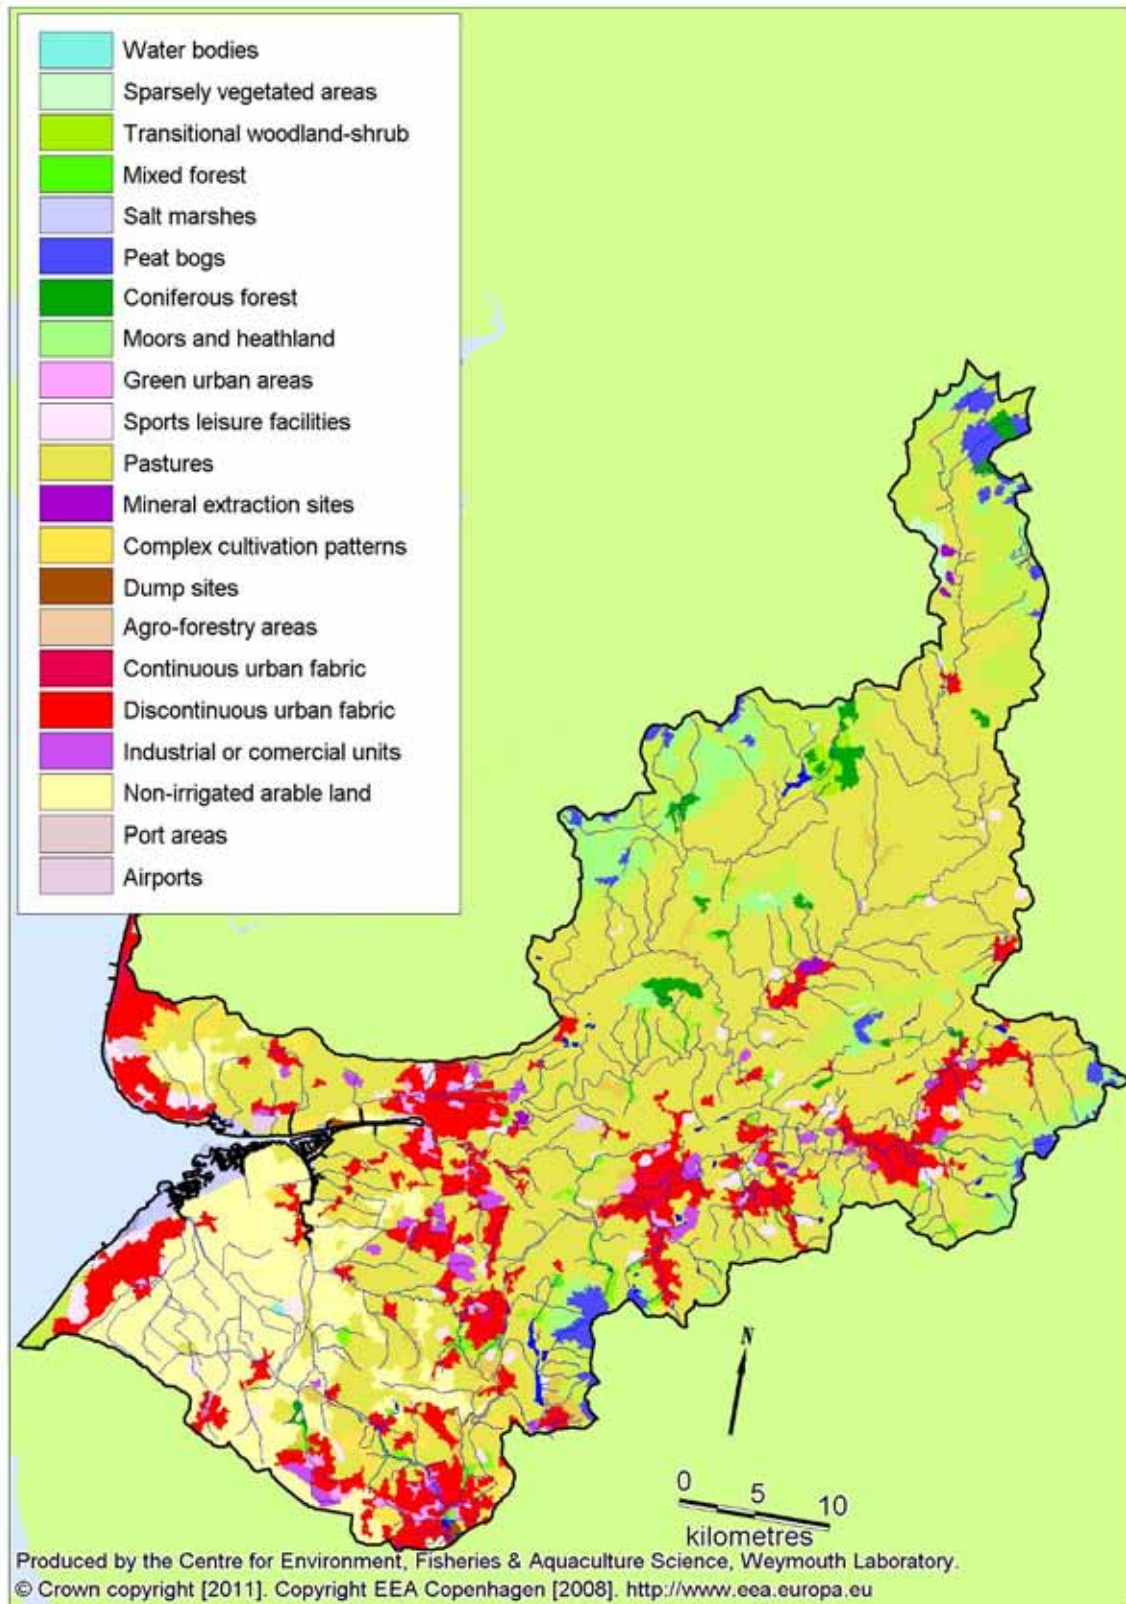 Water bodies
Sparsely vegetated areas
Transitional woodland-shrub
Mixed forest
Salt marshes
Peat bogs
Coniferous forest
Moors and heathland
Green urban areas
Sports leisure facilities
Pastures
Mineral extraction sites
Complex cultivation patterns
Dump sites
Agro-forestry areas
Continuous urban fabric
Discontinuous urban fabric
Industrial or comercial units
Non-irrigated arable land
Port areas
Airports
N
0 5 10
kilometres
Produced by the Centre for Environment, Fisheries & Aquaculture Science, Weymouth Laboratory.
© Crown copyright [2011]. Copyright EEA Copenhagen [2008]. http://www.eea.europa.eu